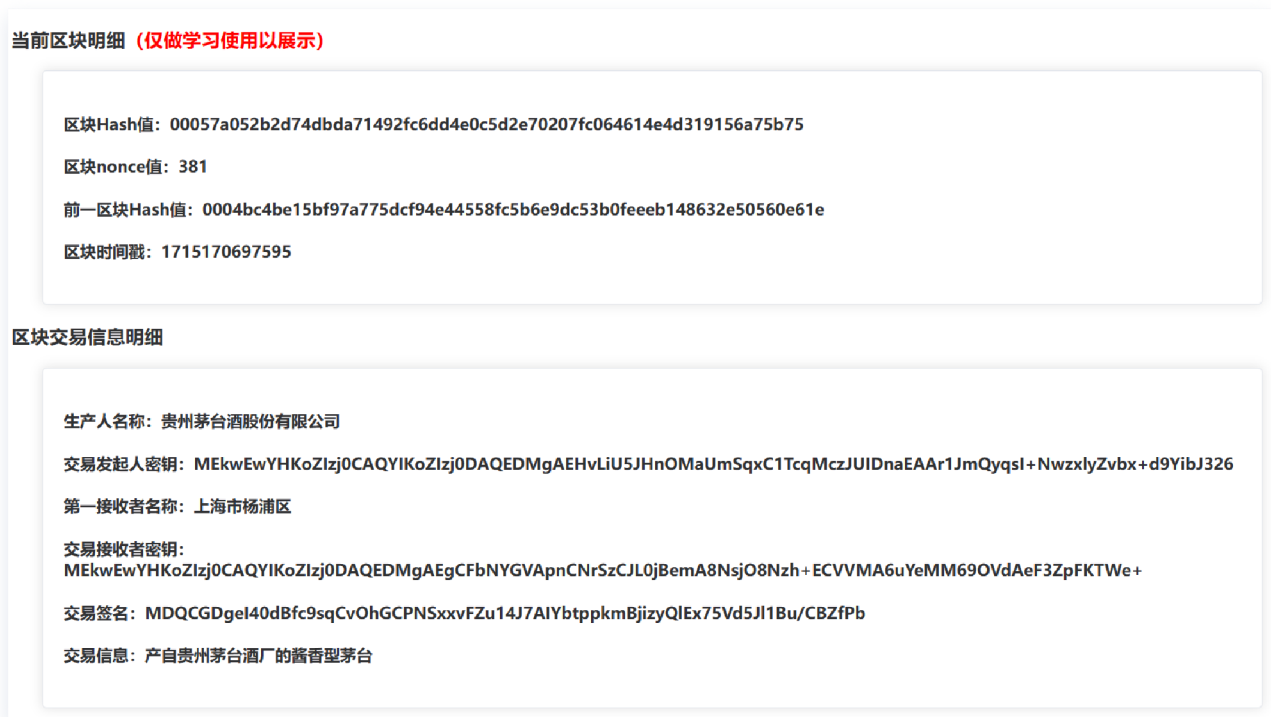 当前区块明细（仅做学习使用以展示）
区块Hash值：00057a052b2d74dbda71492fc6dd4e0c5d2e70207fc064614e4d319156a75b75
区块nonce值：381
前一区块Hash值：0004bc4be15bf97a775dcf94e44558fc5b6e9dc53b0feeeb148632e50560e61e
区块时间戳：1715170697595
区块交易信息明细
生产人名称：贵州茅台酒股份有限公司
交易发起人密钥：MEkwEwYHKoZIzj0CAQYIKoZIzj0DAQEDMgAEHvLiU5JHnOMaUmSqxC1TcqMczJUIDnaEAAr1JmQyqsI+NwzxlyZvbx+d9YibJ326
第一接收者名称：上海市杨浦区
交易接收者密钥：
MEkwEwYHKoZIzj0CAQYIKoZIzj0DAQEDMgAEgCFbNYGVApnCNrSzCJL0jBemA8NsjO8Nzh+ECVVMA6uYeMM69OVdAeF3ZpFKTWe+
交易签名：MDQCGDgeI40dBfc9sqCvOhGCPNSxxvFZu14J7AIYbtppkmBjizyQlEx75Vd5Jl1Bu/CBZfPb
交易信息：产自贵州茅台酒厂的酱香型茅台